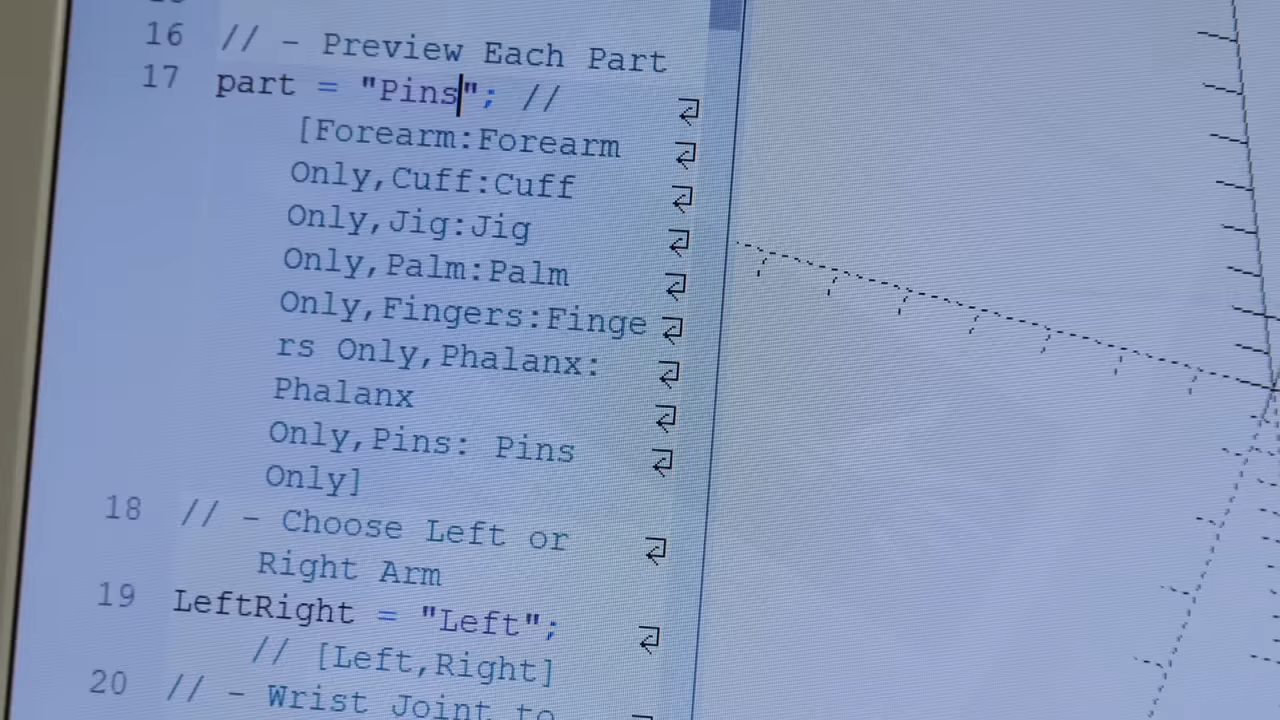 16 // - Preview Each Part
17 part = "Pins"; //
[Forearm:Forearm
Only,Cuff:Cuff
Only,Jig:Jig
Only,Palm:Palm
Only,Fingers:Finge
rs Only,Phalanx:
Phalanx
Only,Pins: Pins
Only]
18 // - Choose Left or
Right Arm
19 LeftRight = "Left";
// [Left,Right]
20 // - Wrist Joint to